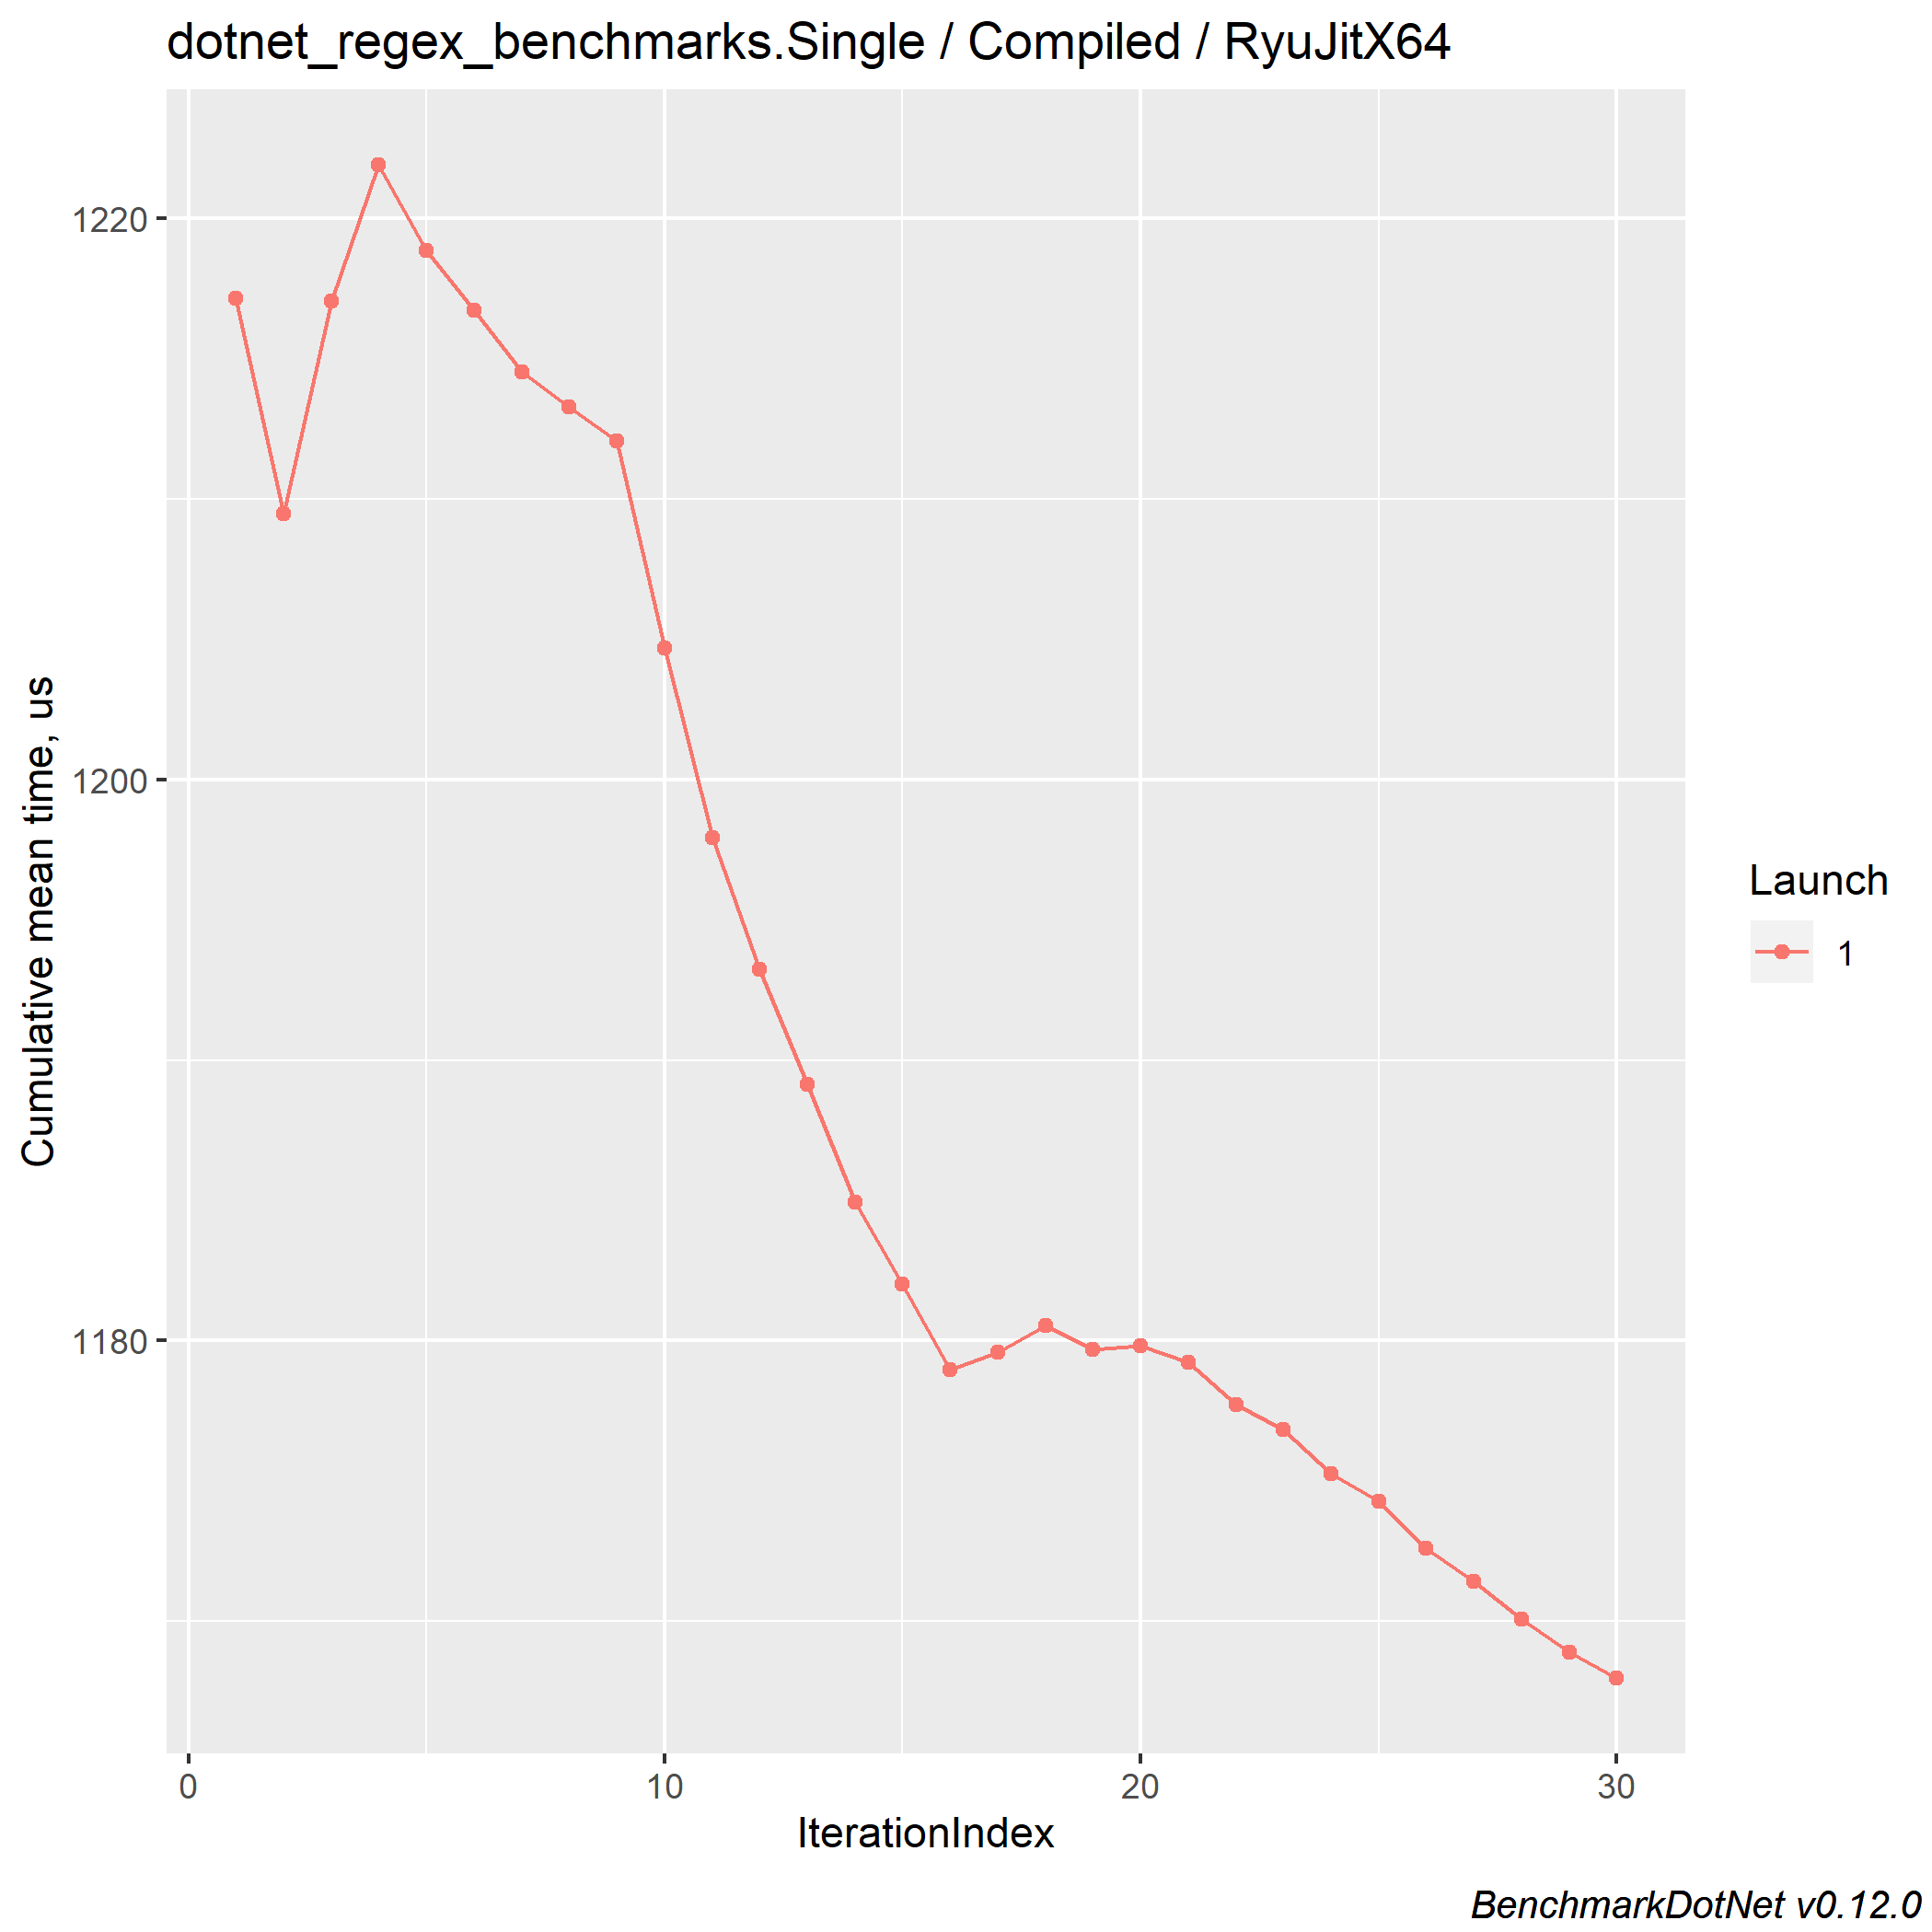 dotnet_regex_benchmarks.Single / Compiled / RyuJitX64
Cumulative mean time, us
1220
1200
1180
0 10 20 30
IterationIndex
Launch
1
BenchmarkDotNet v0.12.0